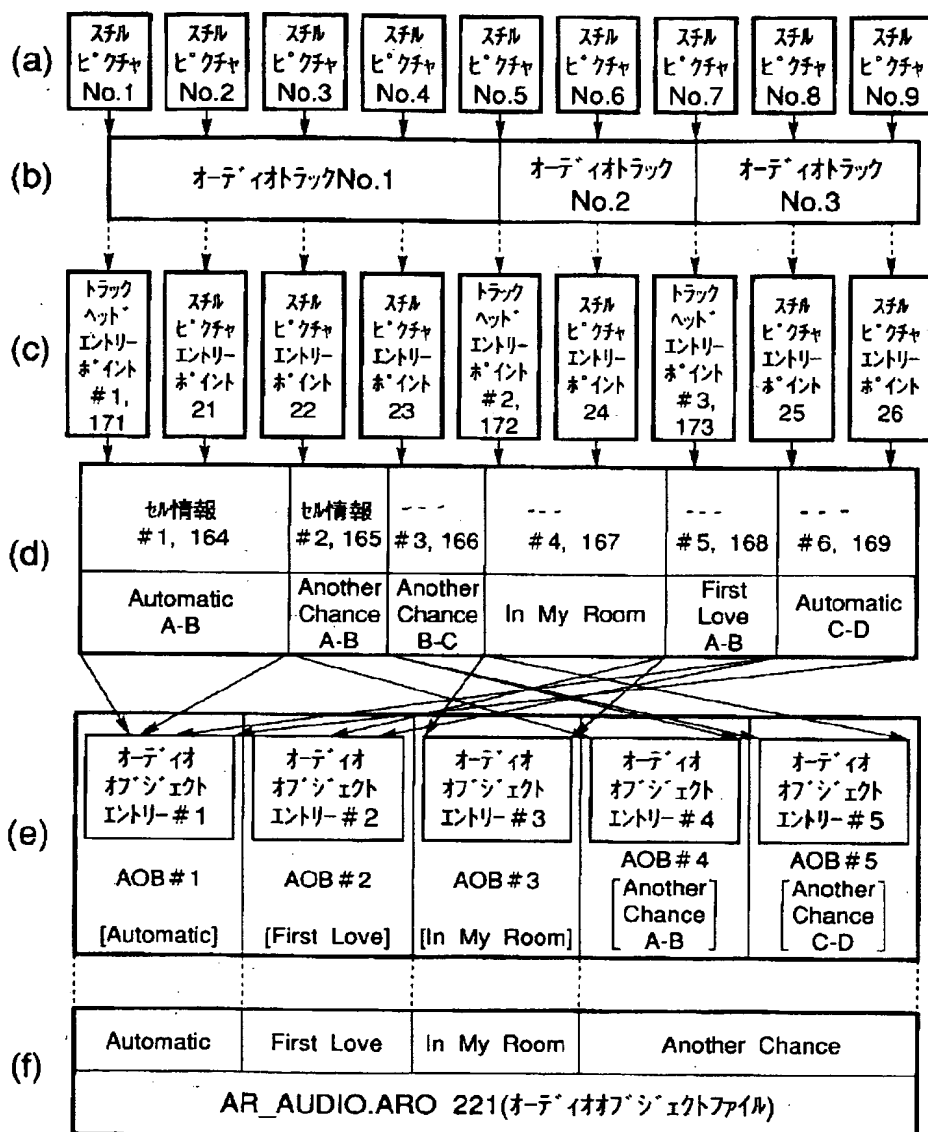 (a)
スチル
ピクチャ
No.1
スチル
ピクチャ
No.2
スチル
ピクチャ
No.3
スチル
ピクチャ
No.4
スチル
ピクチャ
No.5
スチル
ピクチャ
No.6
スチル
ピクチャ
No.7
スチル
ピクチャ
No.8
スチル
ピクチャ
No.9
(b)
オーディオトラックNo.1
オーディオトラック
No.2
オーディオトラック
No.3
(c)
トラック
ヘッド
エントリー
ポイント
#1,
171
スチル
ピクチャ
エントリー
ポイント
21
スチル
ピクチャ
エントリー
ポイント
22
スチル
ピクチャ
エントリー
ポイント
23
トラック
ヘッド
エントリー
ポイント
#2,
172
スチル
ピクチャ
エントリー
ポイント
24
トラック
ヘッド
エントリー
ポイント
#3,
173
スチル
ピクチャ
エントリー
ポイント
25
スチル
ピクチャ
エントリー
ポイント
26
(d)
セル情報
#1, 164
セル情報
#2, 165
---
#3, 166
---
#4, 167
---
#5, 168
---
#6, 169
Automatic
A-B
Another
Chance
A-B
Another
Chance
B-C
In My Room
First
Love
A-B
Automatic
C-D
(e)
オーディオ
オブジェクト
エントリー#1
オーディオ
オブジェクト
エントリー#2
オーディオ
オブジェクト
エントリー#3
オーディオ
オブジェクト
エントリー#4
オーディオ
オブジェクト
エントリー#5
AOB#1
[Automatic]
AOB#2
[First Love]
AOB#3
[In My Room]
AOB#4
[Another
Chance
A-B]
AOB#5
[Another
Chance
C-D]
(f)
Automatic
First Love
In My Room
Another Chance
AR_AUDIO.ARO 221(オーディオオブジェクトファイル)